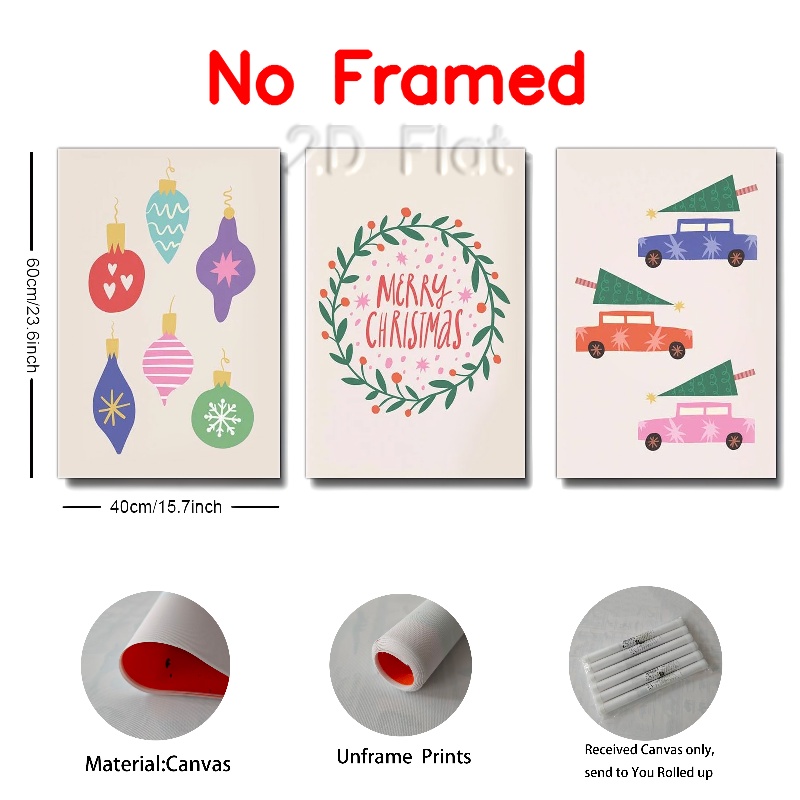 No Framed
2D Flat
60cm/23.6inch
MERRY
CHRISTMAS
40cm/15.7inch
Material:Canvas
Unframe Prints
Received Canvas only,
send to You Rolled up